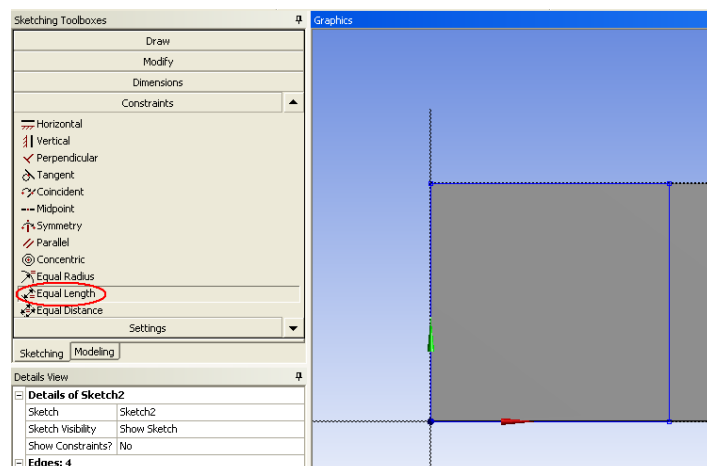 Sketching Toolboxes
Graphics
Draw
Modify
Dimensions
Constraints
Horizontal
Vertical
Perpendicular
Tangent
Coincident
Midpoint
Symmetry
Parallel
Concentric
Equal Radius
Equal Length
Equal Distance
Settings
Sketching Modeling
Details View
Details of Sketch2
Sketch Sketch2
Sketch Visibility Show Sketch
Show Constraints? No
Edges: 4